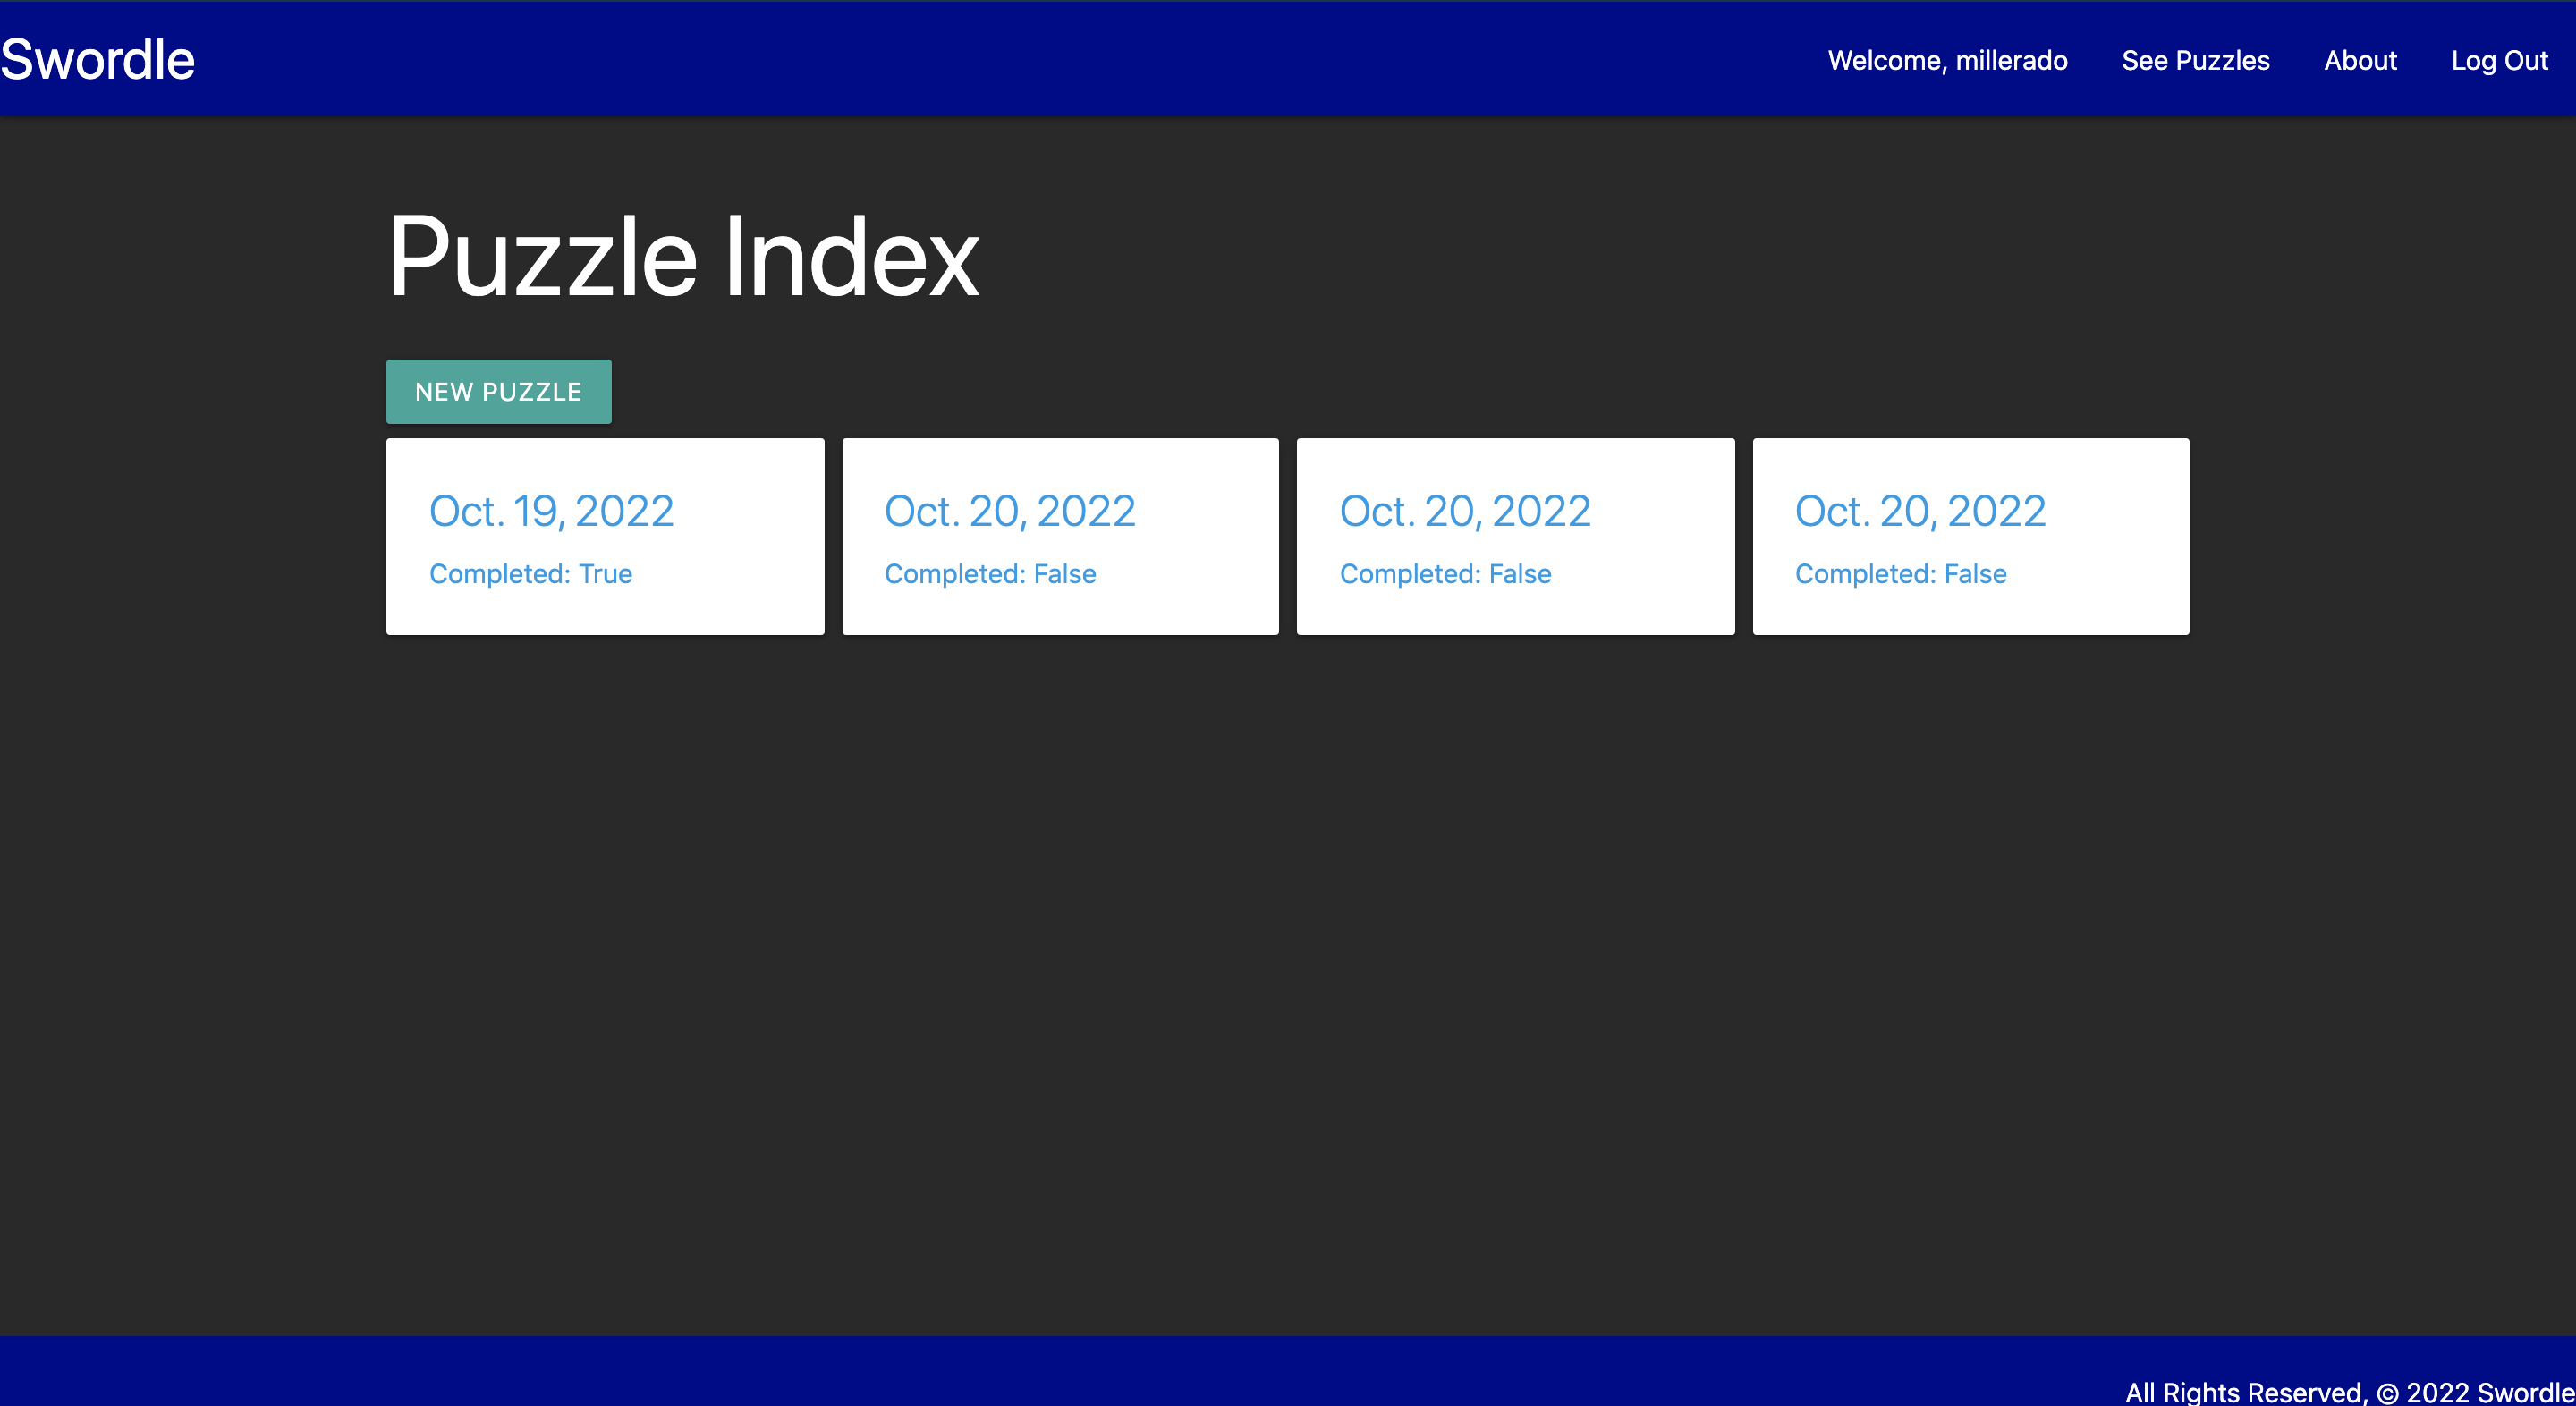 Swordle
Welcome, millerado See Puzzles About Log Out
Puzzle Index
NEW PUZZLE
Oct. 19, 2022
Completed: True
Oct. 20, 2022
Completed: False
Oct. 20, 2022
Completed: False
Oct. 20, 2022
Completed: False
All Rights Reserved, © 2022 Swordle